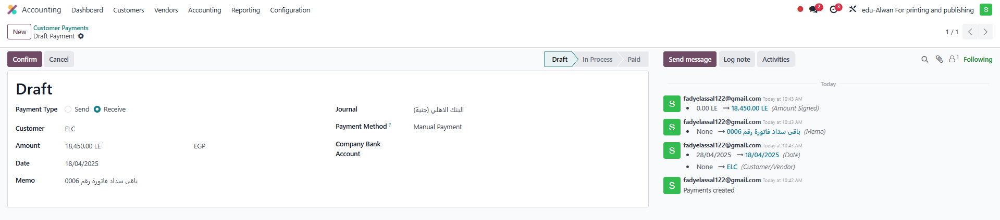 Accounting Dashboard Customers Vendors Accounting Reporting Configuration 2 3 edu-Alwan For printing and publishing S
New Customer Payments
Draft Payment
1 / 1
Confirm Cancel Draft In Process Paid
Draft
Payment Type Send Receive
Customer ELC
Amount 18,450.00 LE EGP
Date 18/04/2025
Memo باقى سداد فاتورة رقم 0006
Journal البنك الاهلي (جنية)
Payment Method ? Manual Payment
Company Bank
Account
Send message Log note Activities 1 Following
Today
S fadyelassal122@gmail.com Today at 10:43 AM
0.00 LE → 18,450.00 LE (Amount Signed)
S fadyelassal122@gmail.com Today at 10:43 AM
None → باقى سداد فاتورة رقم 0006 (Memo)
S fadyelassal122@gmail.com Today at 10:43 AM
28/04/2025 → 18/04/2025 (Date)
None → ELC (Customer/Vendor)
S fadyelassal122@gmail.com Today at 10:42 AM
Payments created